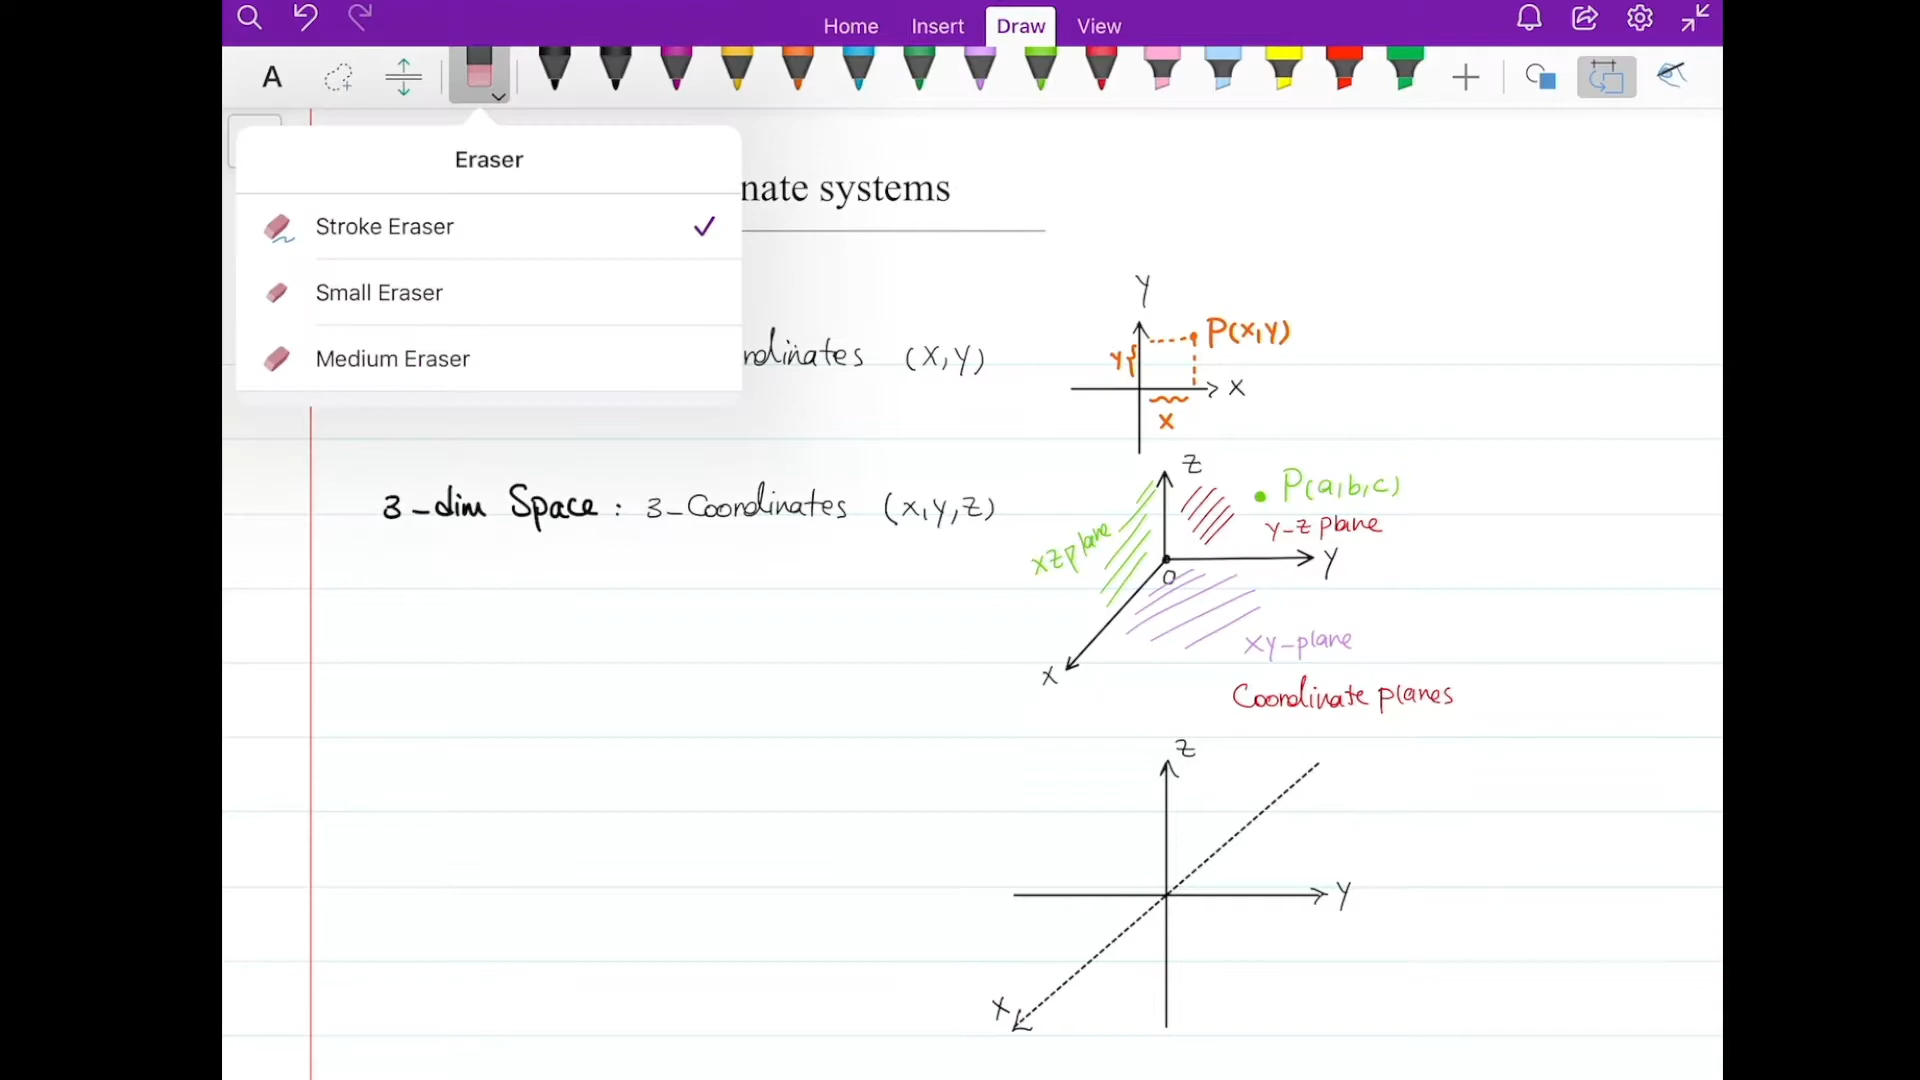 Home Insert Draw View
A
Eraser
Stroke Eraser
Small Eraser
Medium Eraser
nate systems
rdinates (x,y)
Y
P(x,y)
Y
X
X
3-dim Space: 3-Coordinates (x,y,z)
Z
P(a,b,c)
y-z plane
xz plane
Y
O
xy-plane
X
Coordinate planes
Z
Y
X